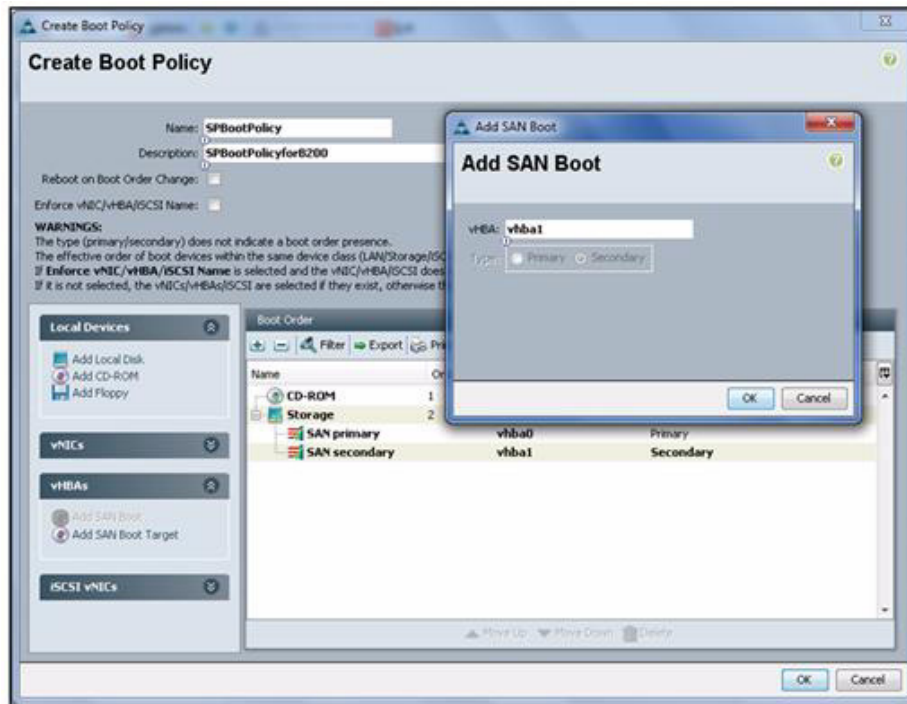 Create Boot Policy
Create Boot Policy
Name: SPBootPolicy
Description: SPBootPolicyforB200
Reboot on Boot Order Change:
Enforce vNIC/vHBA/iSCSI Name:
WARNINGS:
The type (primary/secondary) does not indicate a boot order presence.
The effective order of boot devices within the same device class (LAN/Storage/iSC
If Enforce vNIC/vHBA/iSCSI Name is selected and the vNIC/vHBA/iSCSI does
If it is not selected, the vNICs/vHBAs/iSCSI are selected if they exist, otherwise th
Local Devices
Add Local Disk
Add CD-ROM
Add Floppy
vNICs
vHBAs
Add SAN Boot
Add SAN Boot Target
iSCSI vNICs
Boot Order
Filter Export Pri
Name Or
CD-ROM 1
Storage 2
SAN primary vhba0 Primary
SAN secondary vhba1 Secondary
Move Up Move Down Delete
OK Cancel
Add SAN Boot
Add SAN Boot
vHBA: vhba1
Type: Primary Secondary
OK Cancel